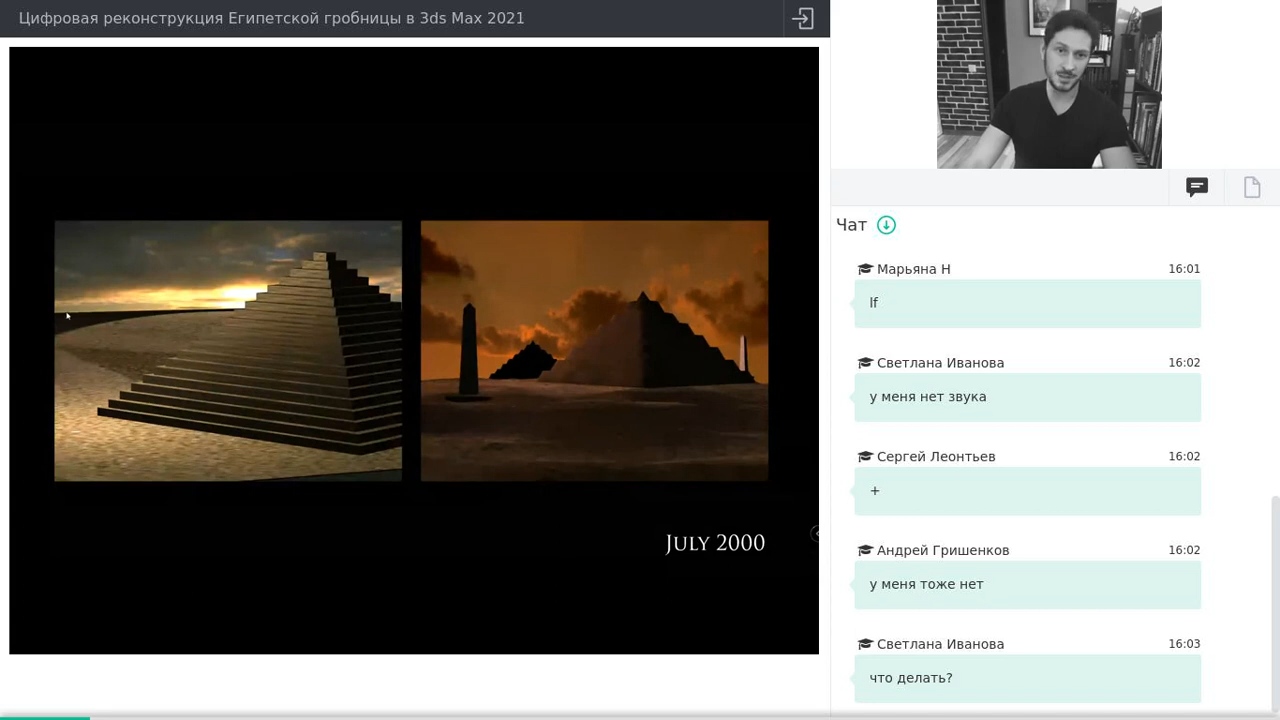 Цифровая реконструкция Египетской гробницы в 3ds Max 2021
July 2000
Чат
Марьяна Н 16:01
lf
Светлана Иванова 16:02
у меня нет звука
Сергей Леонтьев 16:02
+
Андрей Гришенков 16:02
у меня тоже нет
Светлана Иванова 16:03
что делать?